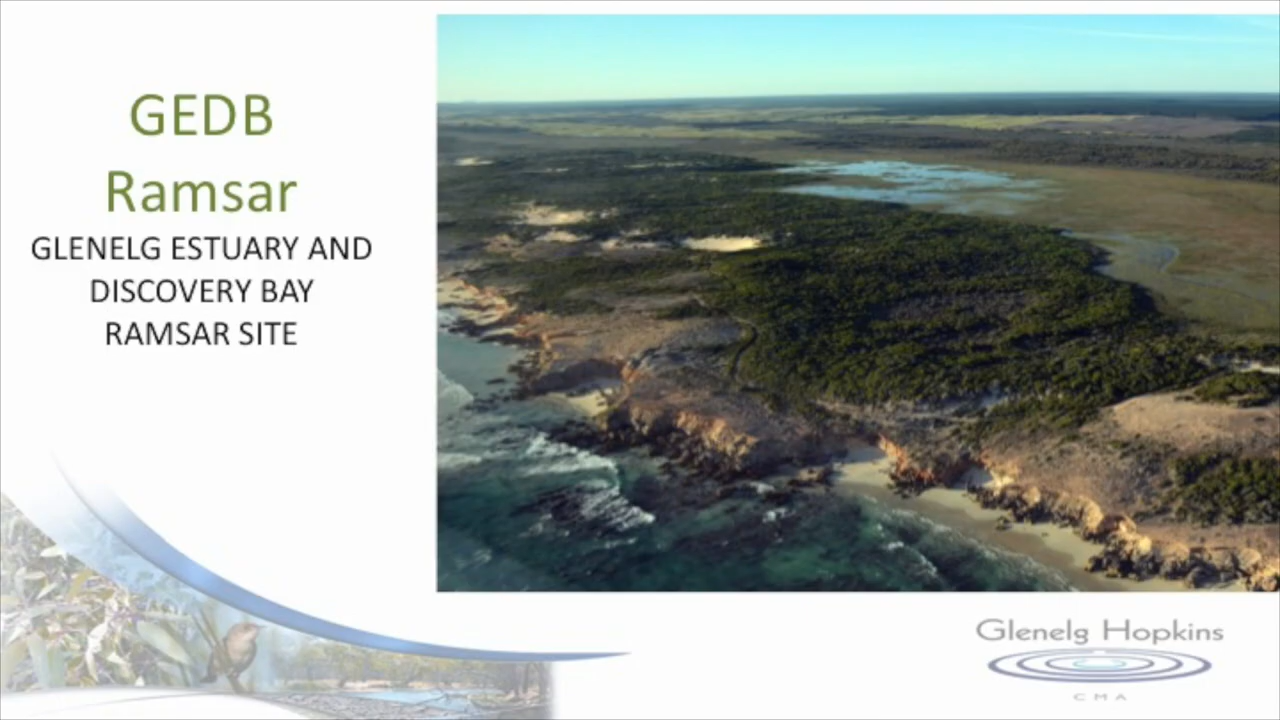 GEDB
Ramsar
GLENELG ESTUARY AND
DISCOVERY BAY
RAMSAR SITE
Glenelg Hopkins
CMA